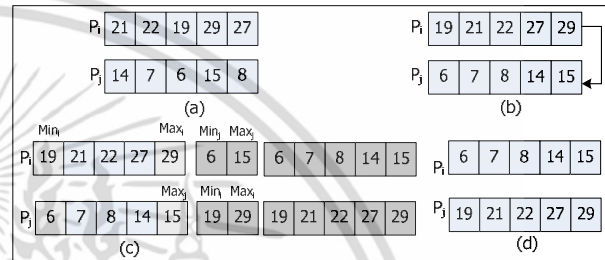 Pi 21 22 19 29 27
Pj 14 7 6 15 8
(a)
Pi 19 21 22 27 29
Pj 6 7 8 14 15
(b)
Mini Maxi Minj Maxj
Pi 19 21 22 27 29 6 15 6 7 8 14 15
Maxj Mini Maxi
Pj 6 7 8 14 15 19 29 19 21 22 27 29
(c)
Pi 6 7 8 14 15
Pj 19 21 22 27 29
(d)